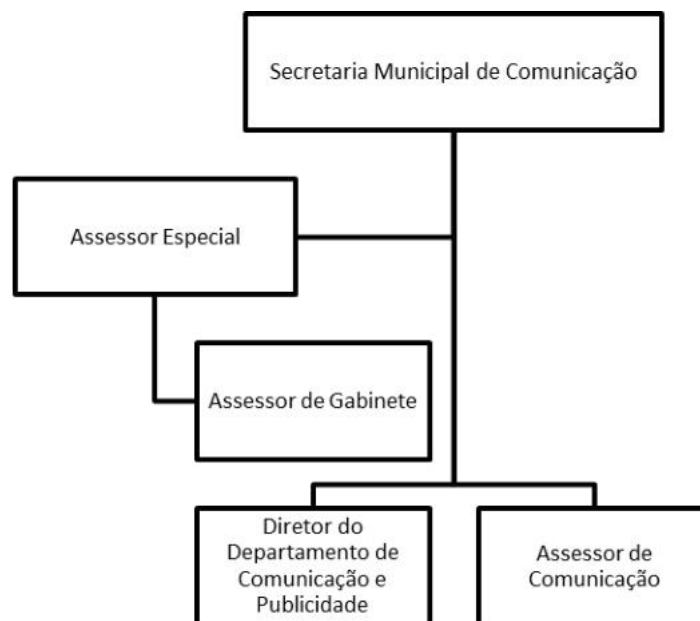 Secretaria Municipal de Comunicação
Assessor Especial
Assessor de Gabinete
Diretor do
Departamento de
Comunicação e
Publicidade
Assessor de
Comunicação